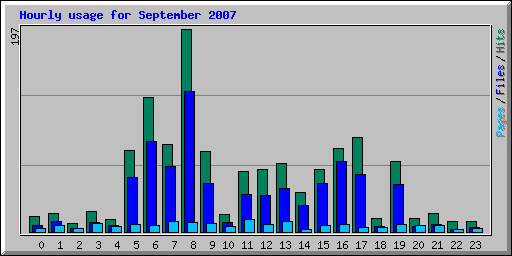 Hourly usage for September 2007
197
Pages/Files/Hits
0 1 2 3 4 5 6 7 8 9 10 11 12 13 14 15 16 17 18 19 20 21 22 23